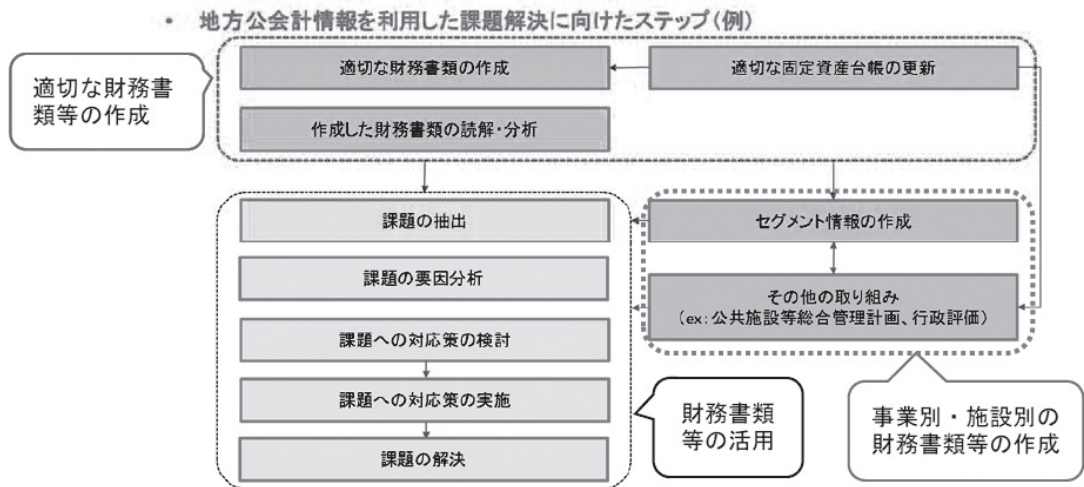 • 地方公会計情報を利用した課題解決に向けたステップ(例)
適切な財務書
類等の作成
適切な財務書類の作成
適切な固定資産台帳の更新
作成した財務書類の読解・分析
課題の抽出
セグメント情報の作成
課題の要因分析
その他の取り組み
(ex:公共施設等総合管理計画、行政評価)
課題への対応策の検討
課題への対応策の実施
課題の解決
財務書類
等の活用
事業別・施設別の
財務書類等の作成